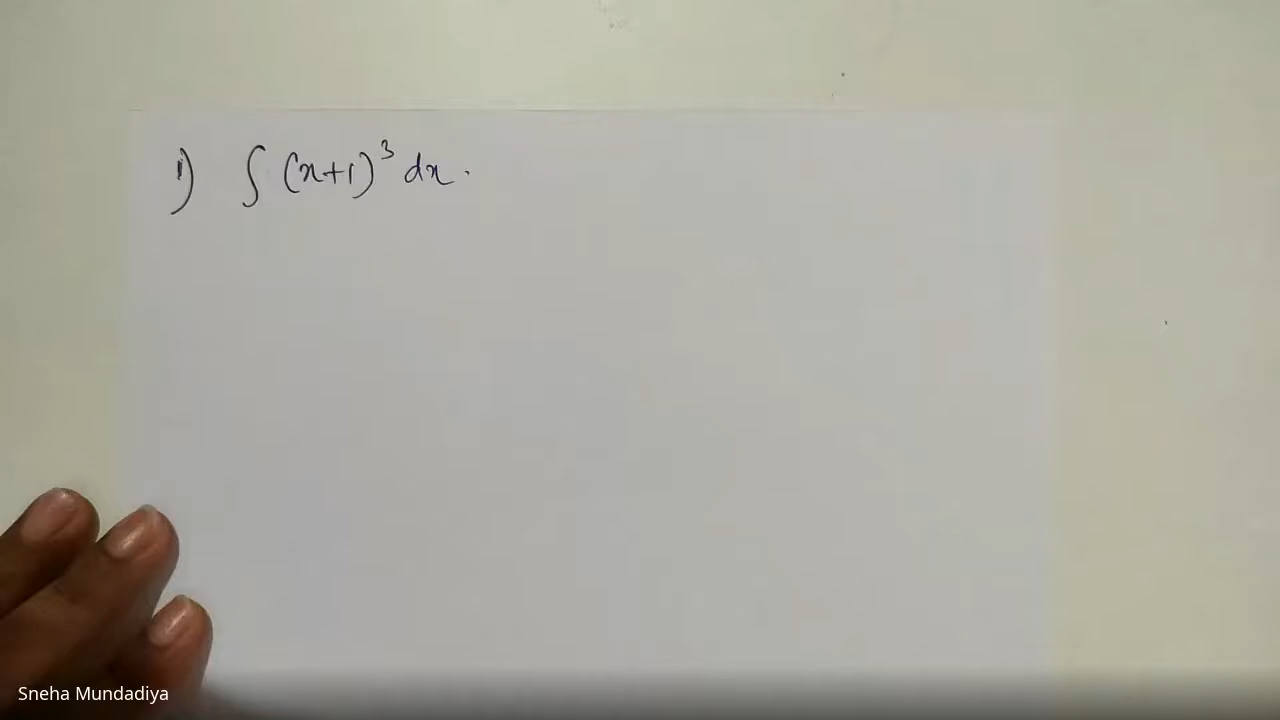 1) ∫ (x+1)³ dx.
Sneha Mundadiya